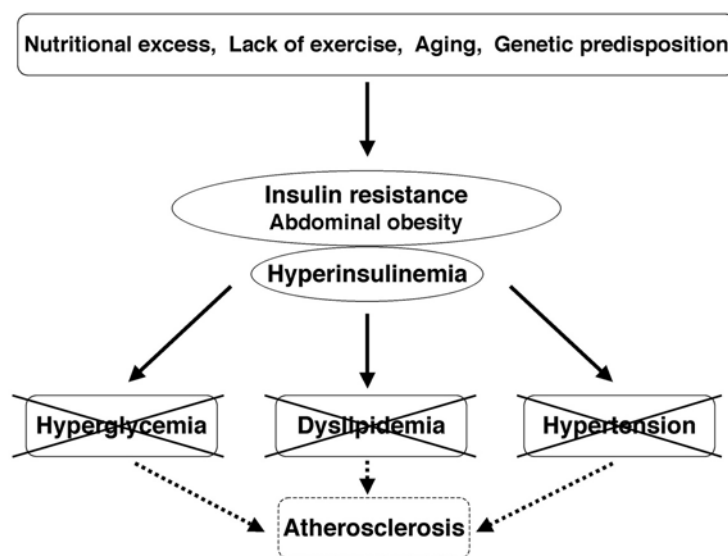 Nutritional excess, Lack of exercise, Aging, Genetic predisposition
Insulin resistance
Abdominal obesity
Hyperinsulinemia
Hyperglycemia
Dyslipidemia
Hypertension
Atherosclerosis